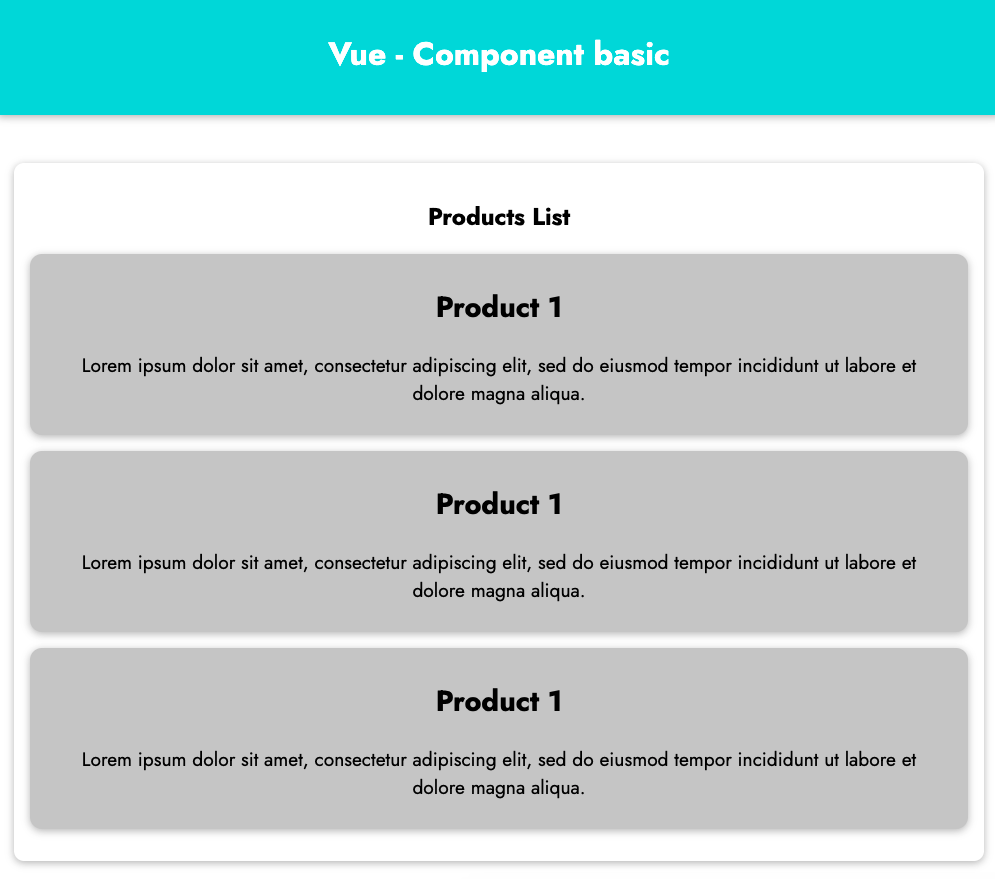 Vue - Component basic
Products List
Product 1
Lorem ipsum dolor sit amet, consectetur adipiscing elit, sed do eiusmod tempor incididunt ut labore et
dolore magna aliqua.
Product 1
Lorem ipsum dolor sit amet, consectetur adipiscing elit, sed do eiusmod tempor incididunt ut labore et
dolore magna aliqua.
Product 1
Lorem ipsum dolor sit amet, consectetur adipiscing elit, sed do eiusmod tempor incididunt ut labore et
dolore magna aliqua.